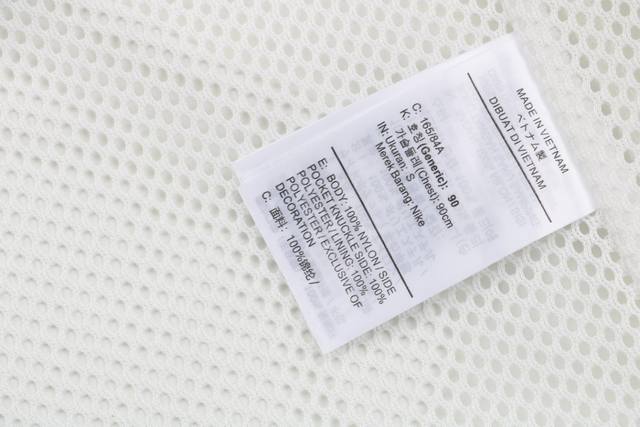 MADE IN VIETNAM
ベトナム製
DIBUAT DI VIETNAM
C: 165/84A
K: 호칭(Generic): 90
가슴둘레(Chest): 90cm
IN: Ukuran: S
Merek Barang: Nike
E: BODY: 100% NYLON / SIDE
POCKET KNUCKLE SIDE: 100%
POLYESTER / LINING: 100%
POLYESTER / EXCLUSIVE OF
DECORATION
C: 面料: 100%锦纶 /